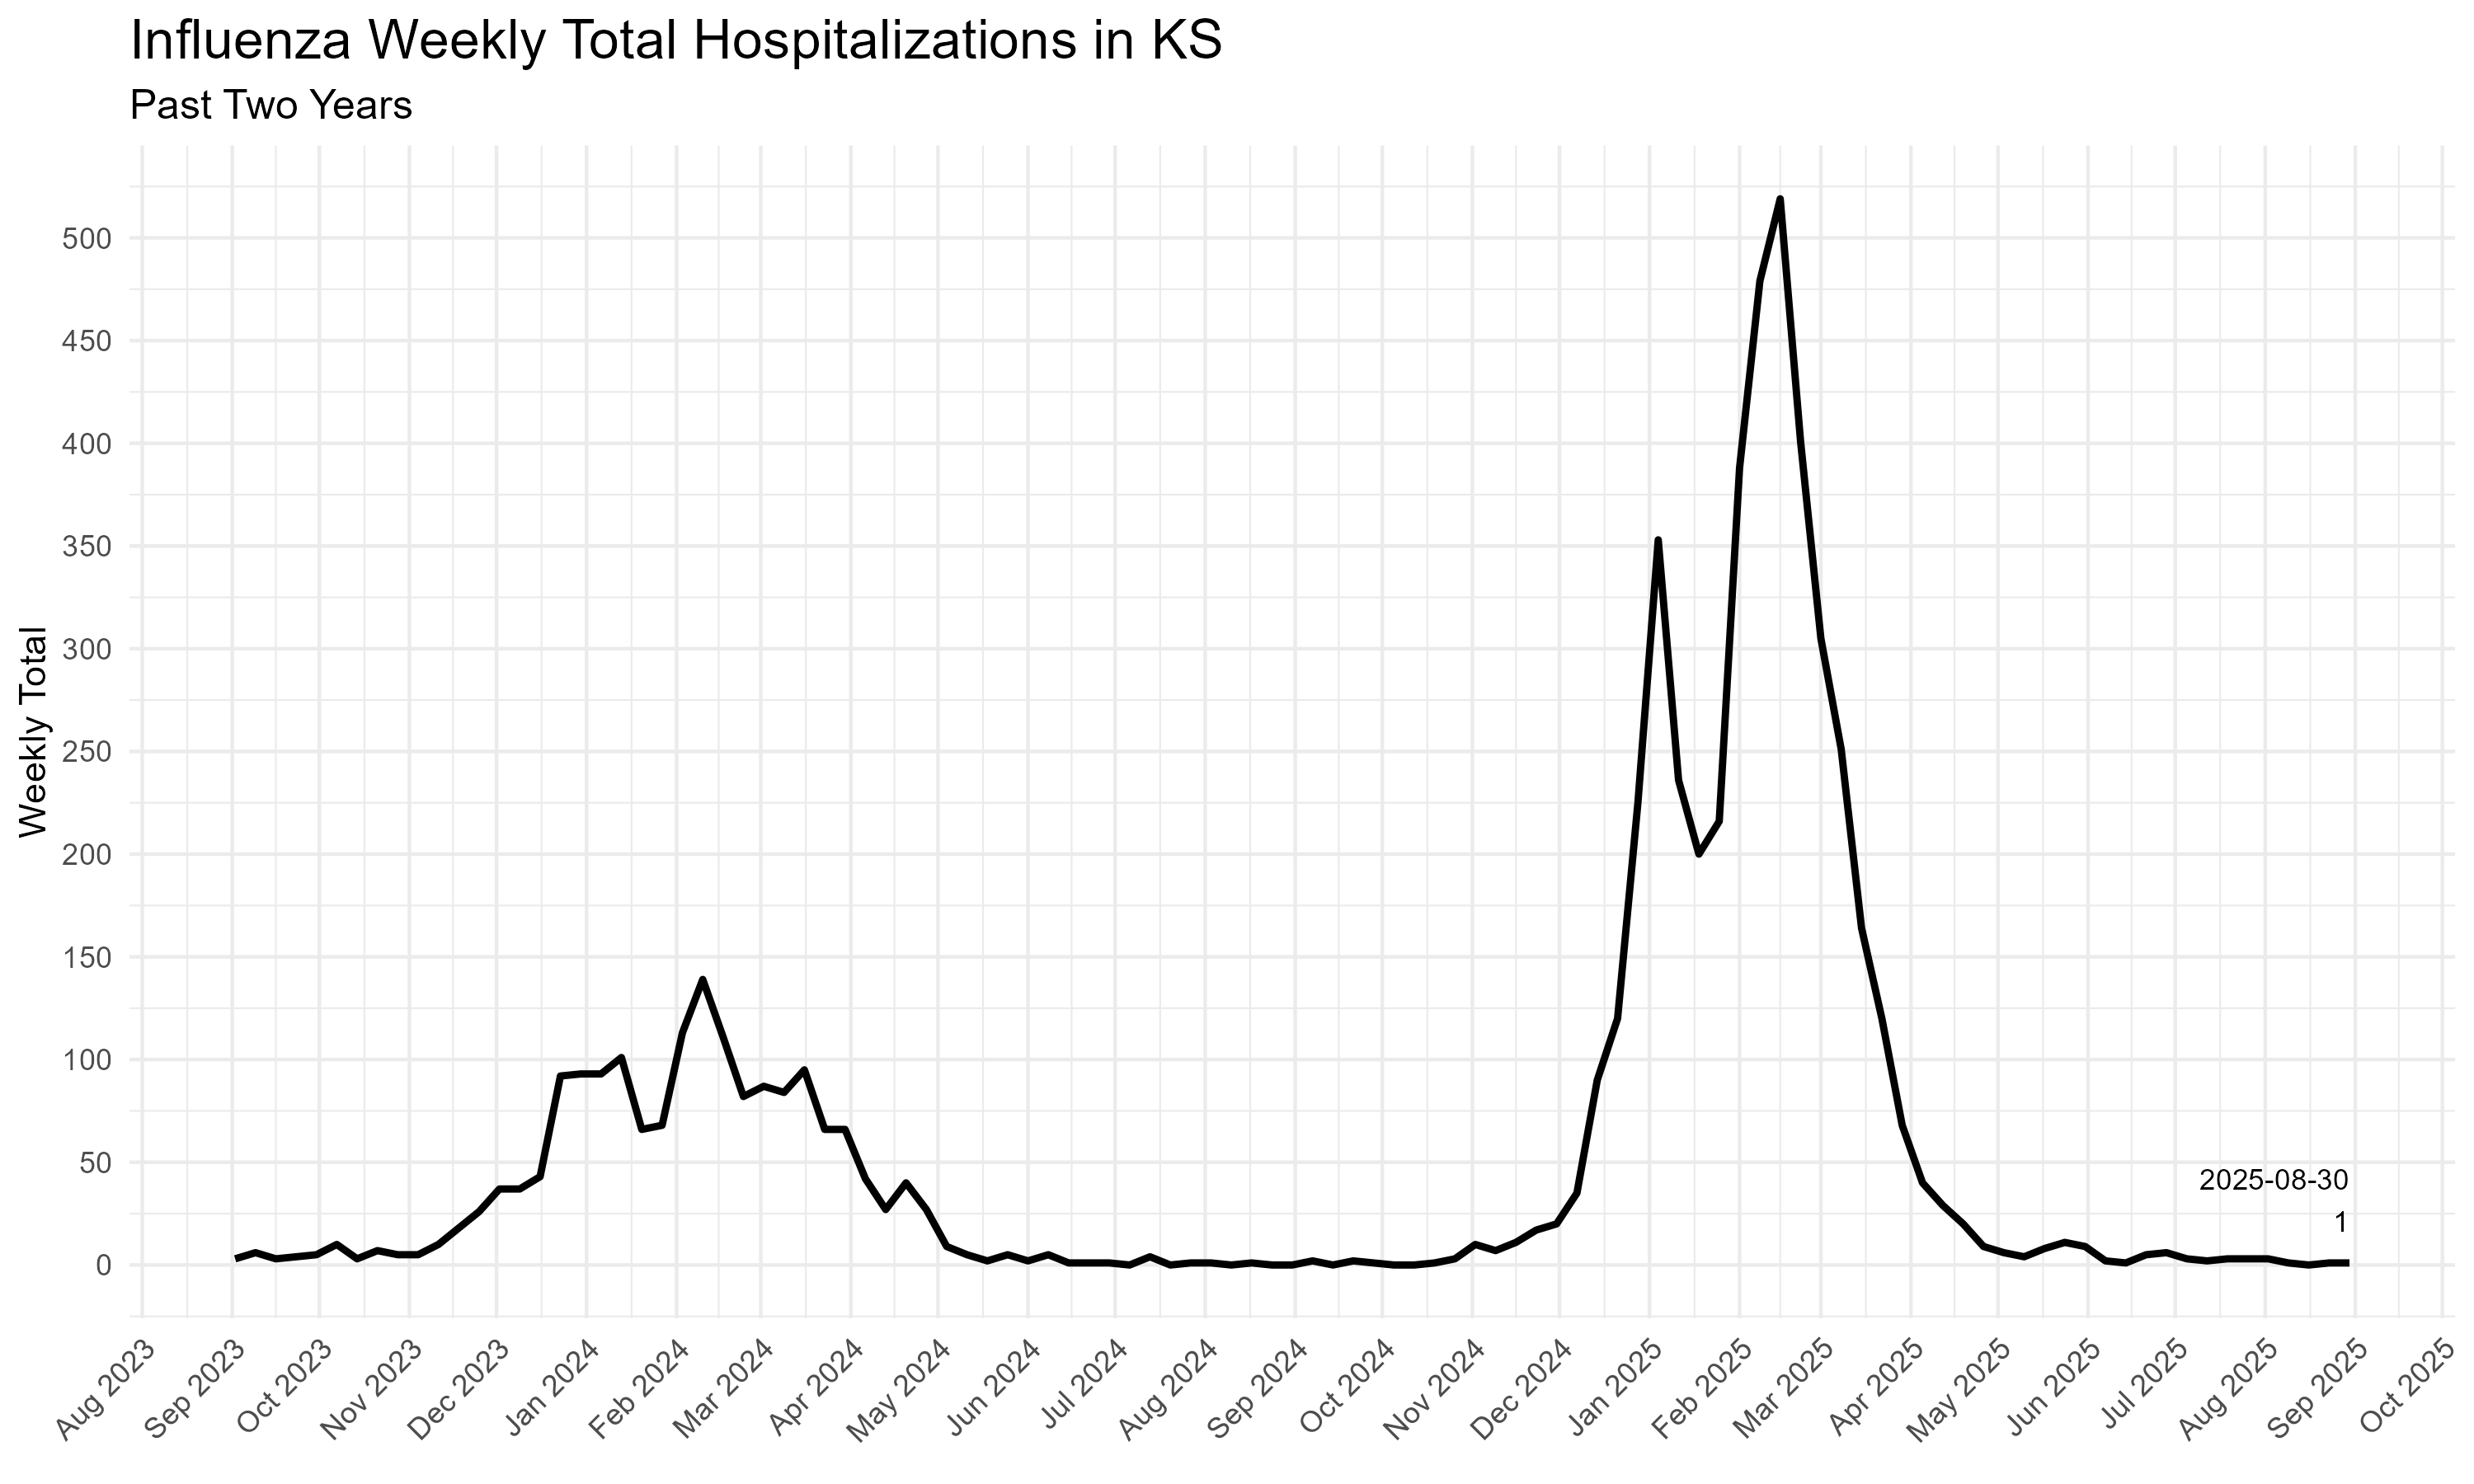 Influenza Weekly Total Hospitalizations in KS
Past Two Years
Weekly Total
500
450
400
350
300
250
200
150
100
50
0
2025-08-30
1
Aug 2023
Sep 2023
Oct 2023
Nov 2023
Dec 2023
Jan 2024
Feb 2024
Mar 2024
Apr 2024
May 2024
Jun 2024
Jul 2024
Aug 2024
Sep 2024
Oct 2024
Nov 2024
Dec 2024
Jan 2025
Feb 2025
Mar 2025
Apr 2025
May 2025
Jun 2025
Jul 2025
Aug 2025
Sep 2025
Oct 2025